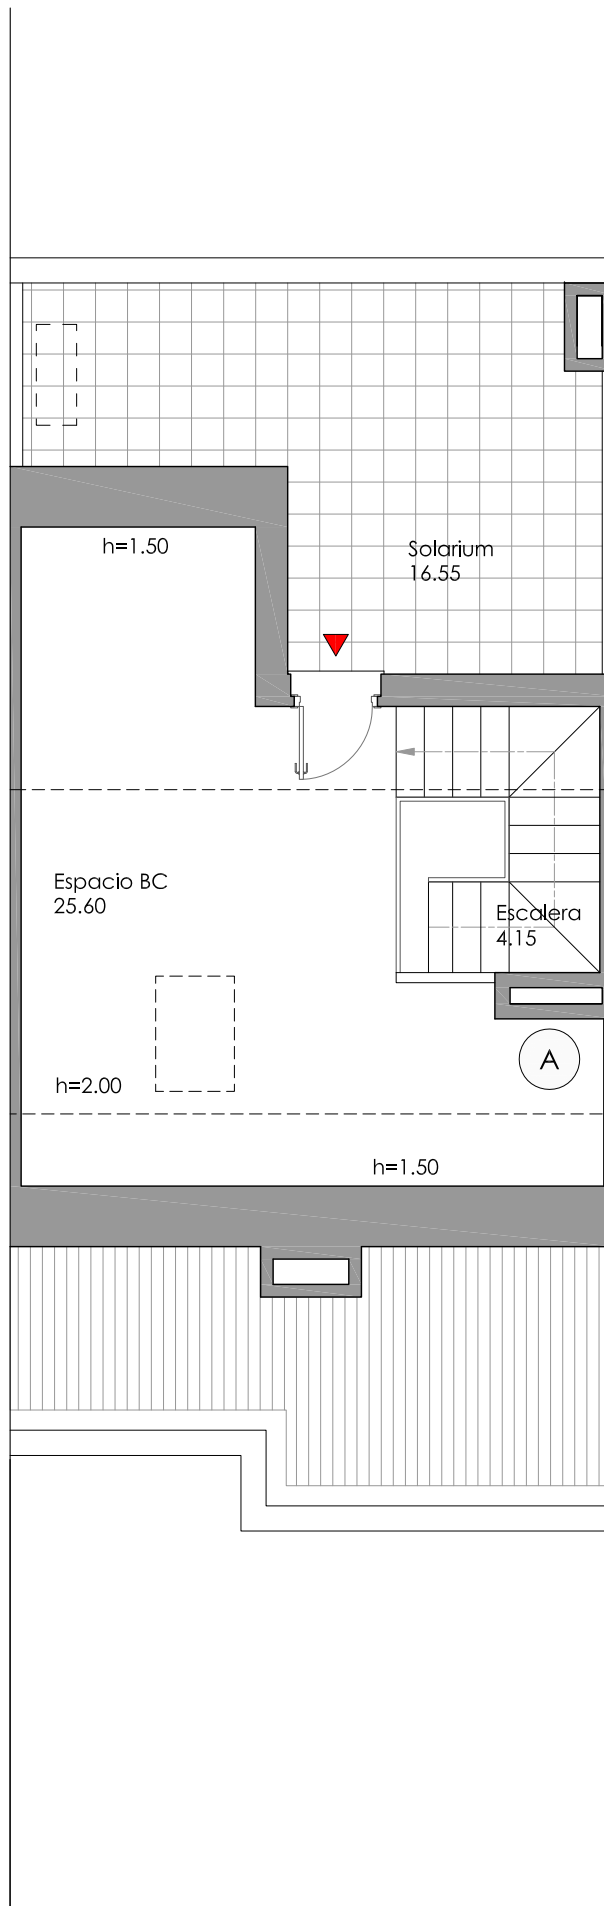 h=1.50
Solarium
16.55
Espacio BC
25.60
Escalera
4.15
A
h=2.00
h=1.50